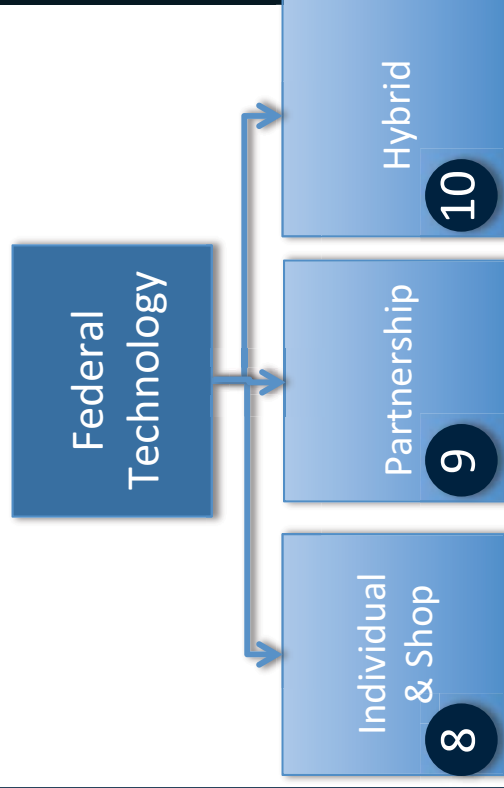 Federal
Technology
Individual
& Shop
8
Partnership
9
Hybrid
10